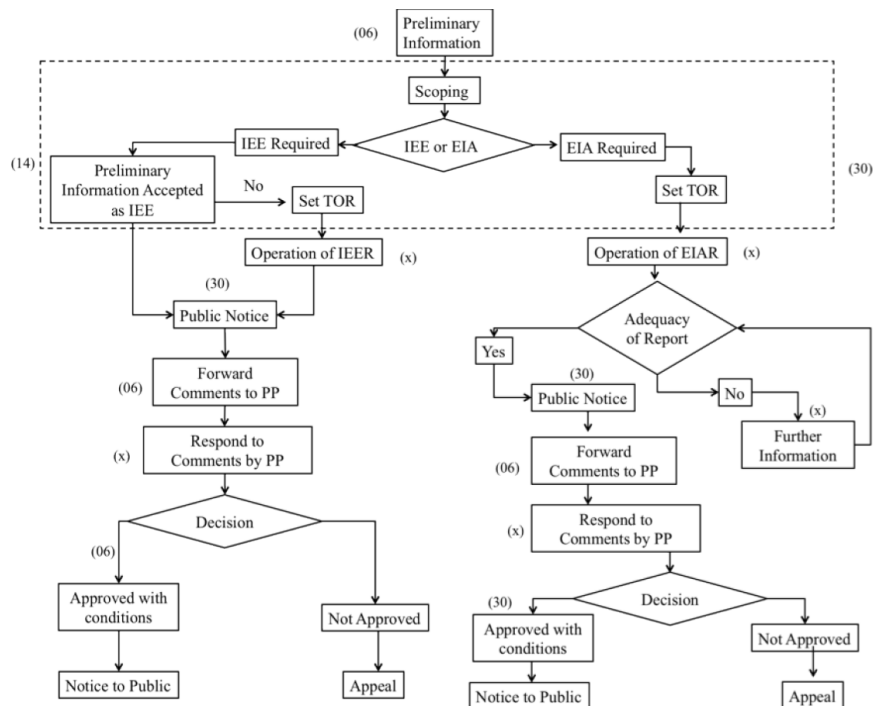 (06)
Preliminary
Information
Scoping
IEE or EIA
IEE Required
EIA Required
(14)
(30)
Preliminary
Information Accepted
as IEE
No
Set TOR
Set TOR
Operation of IEER
(x)
Operation of EIAR
(x)
(30)
Public Notice
(06)
Forward
Comments to PP
(x)
Respond to
Comments by PP
Decision
(06)
Approved with
conditions
Not Approved
Notice to Public
Appeal
Adequacy
of Report
Yes
No
(30)
Public Notice
(x)
Further
Information
(06)
Forward
Comments to PP
(x)
Respond to
Comments by PP
Decision
(30)
Approved with
conditions
Not Approved
Notice to Public
Appeal